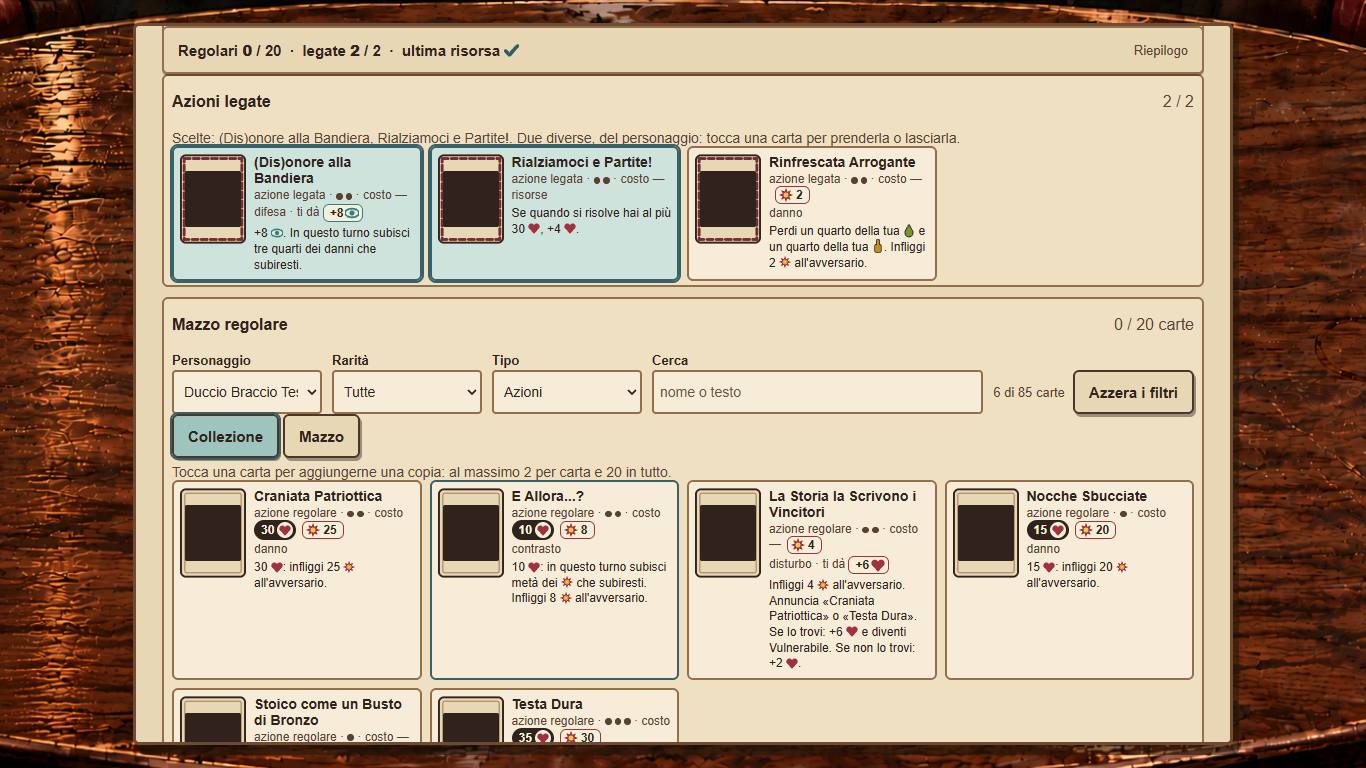 Regolari 0 / 20 · legate 2 / 2 · ultima risorsa
Riepilogo
Azioni legate
2 / 2
Scelte: (Dis)onore alla Bandiera, Rialziamoci e Partite!. Due diverse, del personaggio: tocca una carta per prenderla o lasciarla.
(Dis)onore alla
Bandiera
azione legata · ●● · costo —
difesa · ti dà +8
+8 . In questo turno subisci
tre quarti dei danni che
subiresti.
Rialziamoci e Partite!
azione legata · ●● · costo —
risorse
Se quando si risolve hai al più
30 , +4 .
Rinfrescata Arrogante
azione legata · ●● · costo —
2
danno
Perdi un quarto della tua e
un quarto della tua . Infliggi
2 all'avversario.
Mazzo regolare
0 / 20 carte
Personaggio
Rarità
Tipo
Cerca
Duccio Braccio Tes
Tutte
Azioni
nome o testo
6 di 85 carte
Azzera i filtri
Collezione
Mazzo
Tocca una carta per aggiungerne una copia: al massimo 2 per carta e 20 in tutto.
Craniata Patriottica
azione regolare · ●● · costo
30 25
danno
30 : infliggi 25
all'avversario.
E Allora...?
azione regolare · ●● · costo
10 8
contrasto
10 : in questo turno subisci
metà dei che subiresti.
Infliggi 8 all'avversario.
La Storia la Scrivono i
Vincitori
azione regolare · ●● · costo
— 4
disturbo · ti dà +6
Infliggi 4 all'avversario.
Annuncia «Craniata
Patriottica» o «Testa Dura».
Se lo trovi: +6 e diventi
Vulnerabile. Se non lo trovi:
+2 .
Nocche Sbucciate
azione regolare · ● · costo
15 20
danno
15 : infliggi 20
all'avversario.
Stoico come un Busto
di Bronzo
azione regolare · ● · costo —
Testa Dura
azione regolare · ●●● · costo
35 30